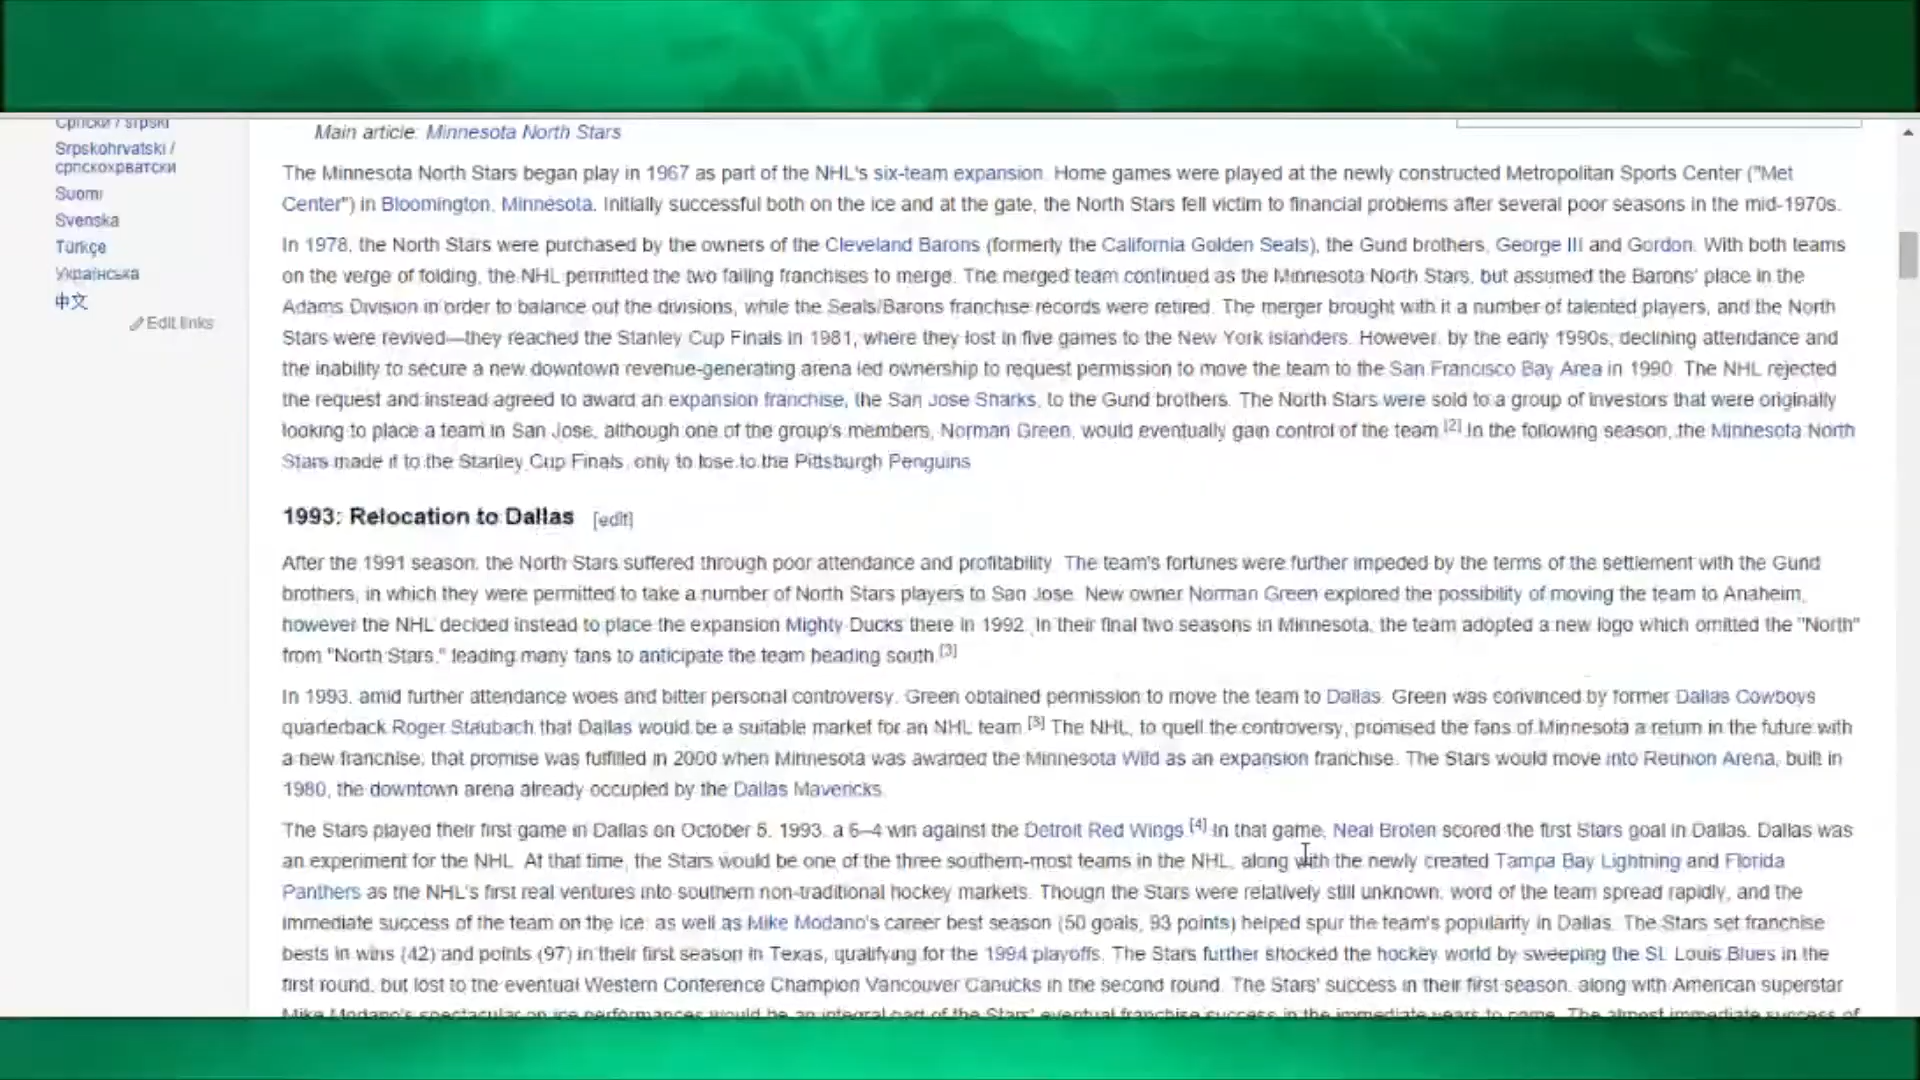 Српски / srpski
Srpskohrvatski /
српскохрватски
Suomi
Svenska
Türkçe
Українська
中文
Edit links
Main article: Minnesota North Stars
The Minnesota North Stars began play in 1967 as part of the NHL's six-team expansion. Home games were played at the newly constructed Metropolitan Sports Center ("Met
Center") in Bloomington, Minnesota. Initially successful both on the ice and at the gate, the North Stars fell victim to financial problems after several poor seasons in the mid-1970s.
In 1978, the North Stars were purchased by the owners of the Cleveland Barons (formerly the California Golden Seals), the Gund brothers, George III and Gordon. With both teams
on the verge of folding, the NHL permitted the two failing franchises to merge. The merged team continued as the Minnesota North Stars, but assumed the Barons' place in the
Adams Division in order to balance out the divisions, while the Seals/Barons franchise records were retired. The merger brought with it a number of talented players, and the North
Stars were revived—they reached the Stanley Cup Finals in 1981, where they lost in five games to the New York Islanders. However, by the early 1990s, declining attendance and
the inability to secure a new downtown revenue-generating arena led ownership to request permission to move the team to the San Francisco Bay Area in 1990. The NHL rejected
the request and instead agreed to award an expansion franchise, the San Jose Sharks, to the Gund brothers. The North Stars were sold to a group of investors that were originally
looking to place a team in San Jose, although one of the group's members, Norman Green, would eventually gain control of the team.[2] In the following season, the Minnesota North
Stars made it to the Stanley Cup Finals, only to lose to the Pittsburgh Penguins.
1993: Relocation to Dallas [edit]
After the 1991 season, the North Stars suffered through poor attendance and profitability. The team's fortunes were further impeded by the terms of the settlement with the Gund
brothers, in which they were permitted to take a number of North Stars players to San Jose. New owner Norman Green explored the possibility of moving the team to Anaheim,
however the NHL decided instead to place the expansion Mighty Ducks there in 1992. In their final two seasons in Minnesota, the team adopted a new logo which omitted the "North"
from "North Stars," leading many fans to anticipate the team heading south.[3]
In 1993, amid further attendance woes and bitter personal controversy, Green obtained permission to move the team to Dallas. Green was convinced by former Dallas Cowboys
quarterback Roger Staubach that Dallas would be a suitable market for an NHL team.[3] The NHL, to quell the controversy, promised the fans of Minnesota a return in the future with
a new franchise; that promise was fulfilled in 2000 when Minnesota was awarded the Minnesota Wild as an expansion franchise. The Stars would move into Reunion Arena, built in
1980, the downtown arena already occupied by the Dallas Mavericks.
The Stars played their first game in Dallas on October 5, 1993, a 6–4 win against the Detroit Red Wings.[4] In that game, Neal Broten scored the first Stars goal in Dallas. Dallas was
an experiment for the NHL. At that time, the Stars would be one of the three southern-most teams in the NHL, along with the newly created Tampa Bay Lightning and Florida
Panthers as the NHL's first real ventures into southern non-traditional hockey markets. Though the Stars were relatively still unknown, word of the team spread rapidly, and the
immediate success of the team on the ice, as well as Mike Modano's career best season (50 goals, 93 points) helped spur the team's popularity in Dallas. The Stars set franchise
bests in wins (42) and points (97) in their first season in Texas, qualifying for the 1994 playoffs. The Stars further shocked the hockey world by sweeping the St. Louis Blues in the
first round, but lost to the eventual Western Conference Champion Vancouver Canucks in the second round. The Stars' success in their first season, along with American superstar
Mike Modano's spectacular on ice performances would be an integral part of the Stars' eventual franchise success in the immediate years to come. The almost immediate success of